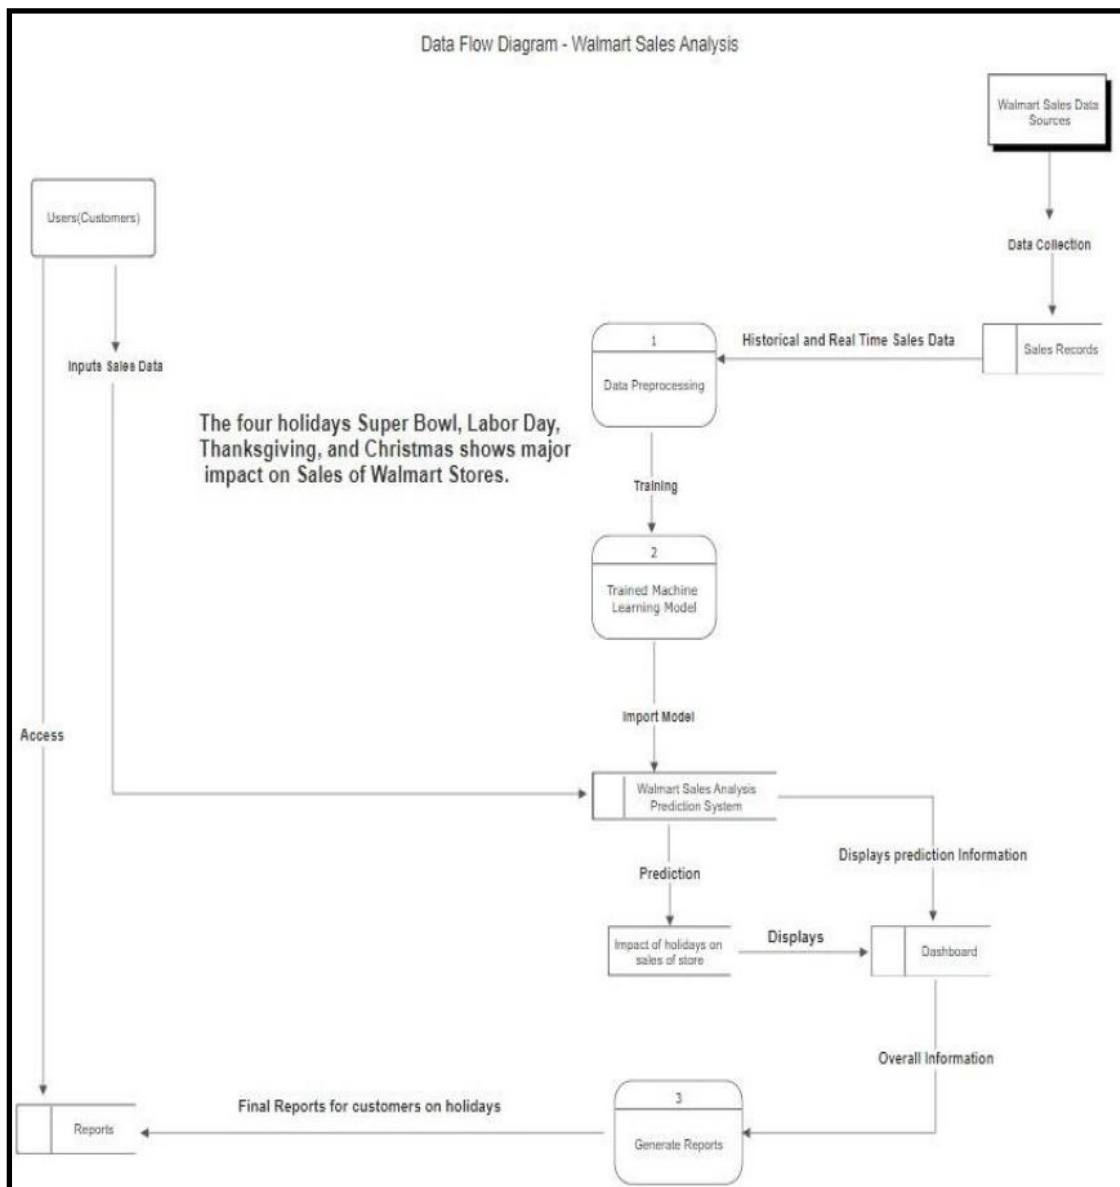 Data Flow Diagram - Walmart Sales Analysis
Walmart Sales Data
Sources
Users(Customers)
Data Collection
Inputs Sales Data
1
Data Preprocessing
Historical and Real Time Sales Data
Sales Records
The four holidays Super Bowl, Labor Day,
Thanksgiving, and Christmas shows major
impact on Sales of Walmart Stores.
Training
2
Trained Machine
Learning Model
Import Model
Access
Walmart Sales Analysis
Prediction System
Displays prediction Information
Prediction
Impact of holidays on
sales of store
Displays
Dashboard
Overall Information
3
Generate Reports
Final Reports for customers on holidays
Reports